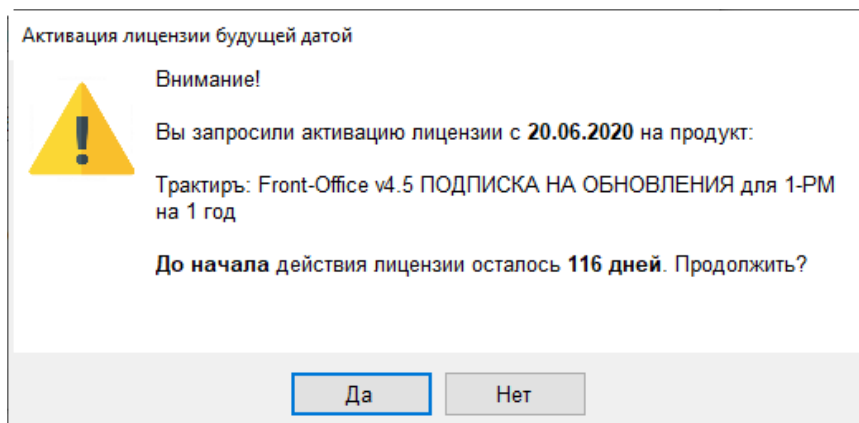 Активация лицензии будущей датой
Внимание!
Вы запросили активацию лицензии с 20.06.2020 на продукт:
Трактиръ: Front-Office v4.5 ПОДПИСКА НА ОБНОВЛЕНИЯ для 1-РМ
на 1 год
До начала действия лицензии осталось 116 дней. Продолжить?
Да
Нет